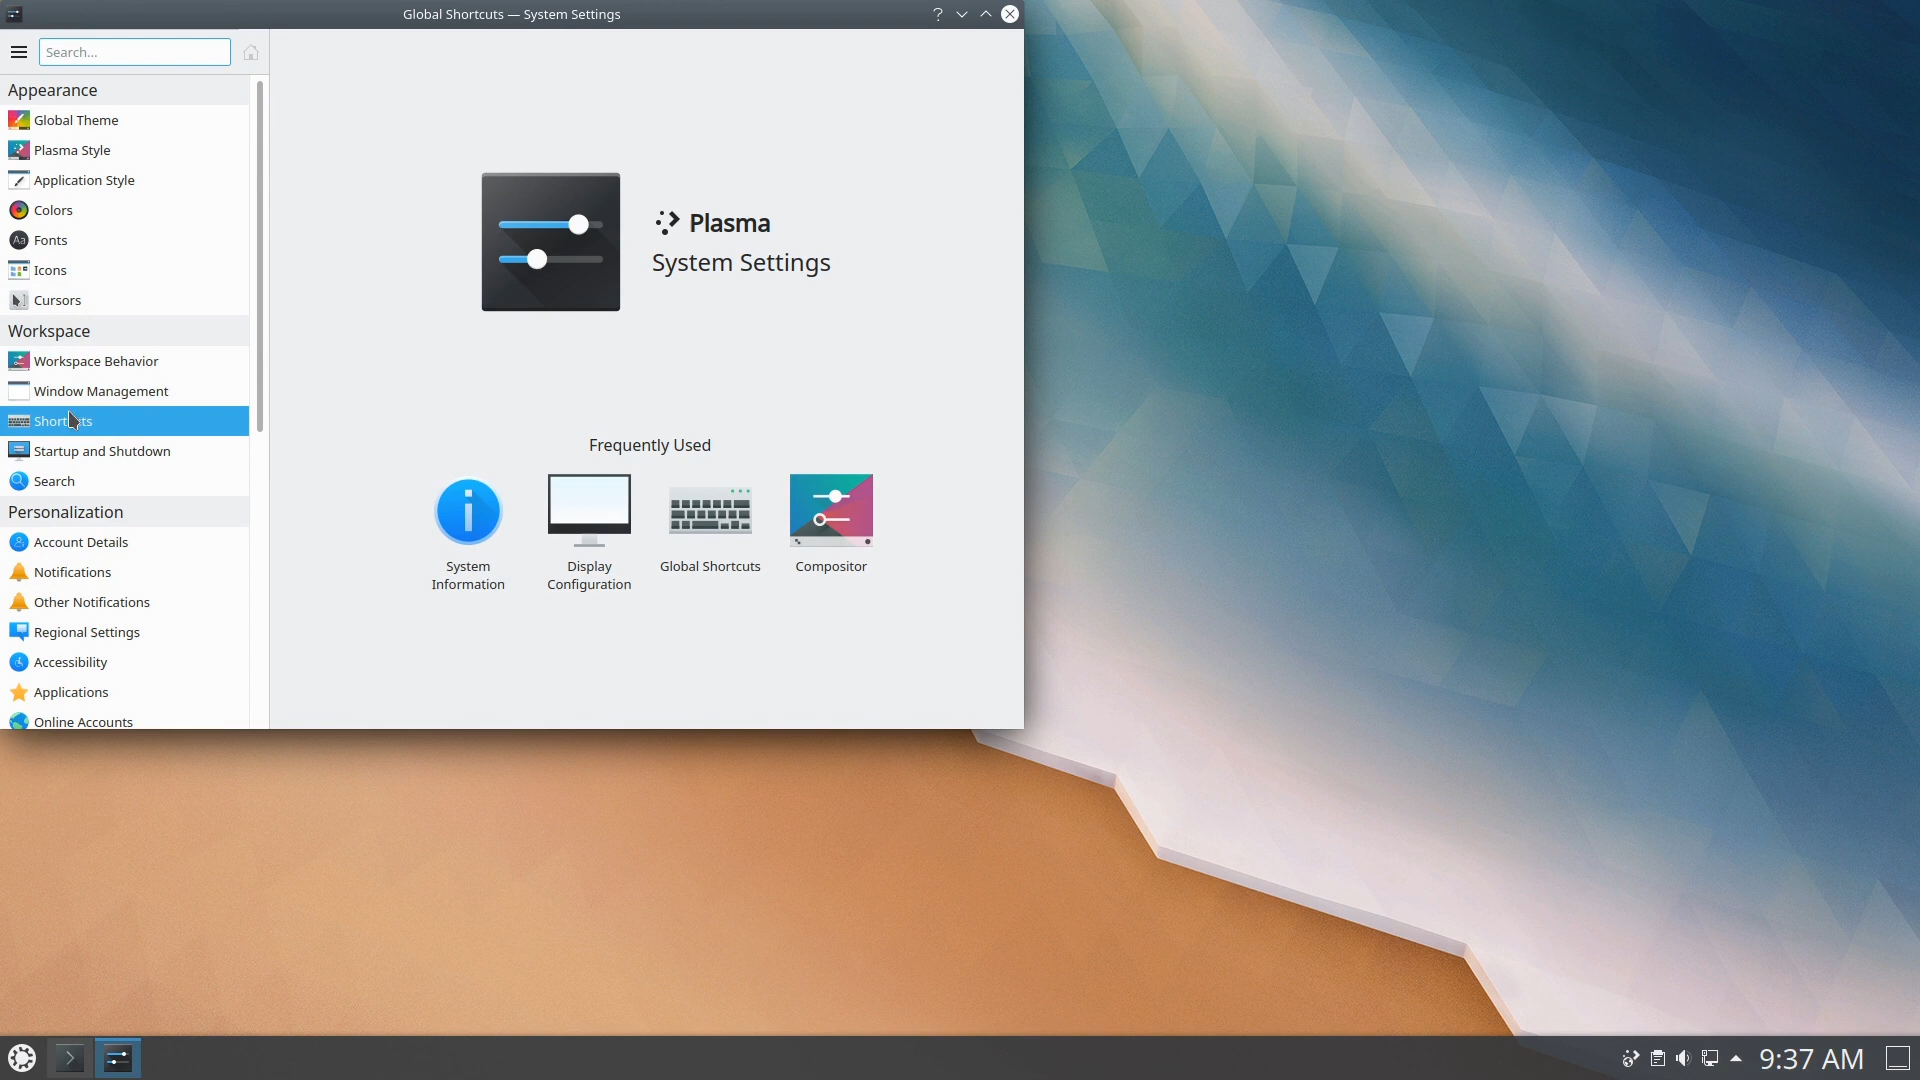 Global Shortcuts — System Settings
Search...
Appearance
Global Theme
Plasma Style
Application Style
Colors
Aa Fonts
Icons
Cursors
Workspace
Workspace Behavior
Window Management
Shortcuts
Startup and Shutdown
Search
Personalization
Account Details
Notifications
Other Notifications
Regional Settings
Accessibility
Applications
Online Accounts
Plasma
System Settings
Frequently Used
System
Information
Display
Configuration
Global Shortcuts
Compositor
9:37 AM